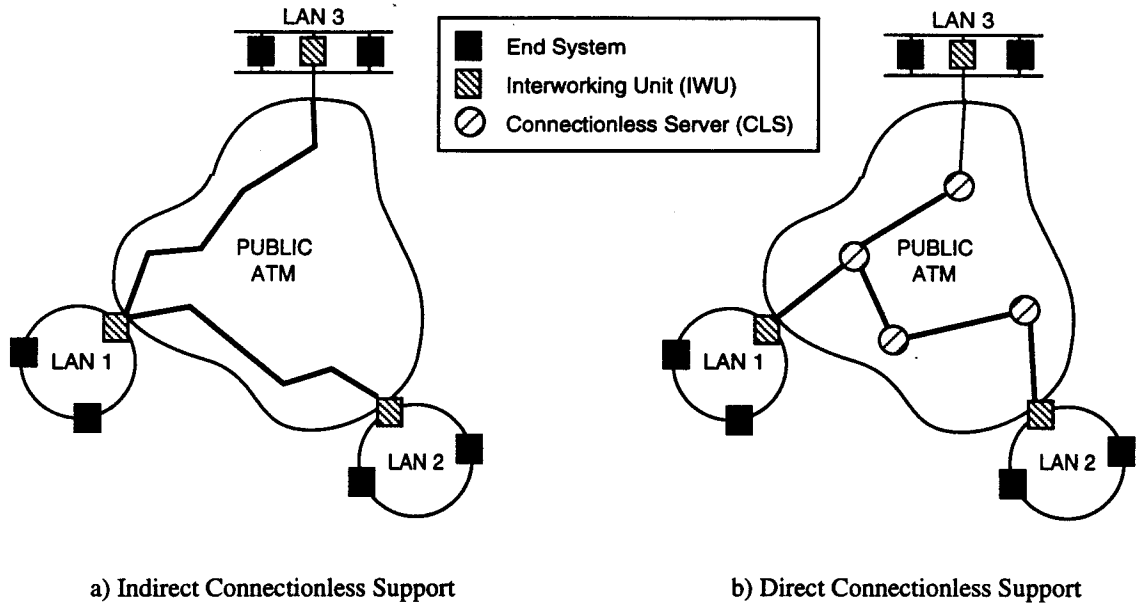 LAN 3
End System
Interworking Unit (IWU)
Connectionless Server (CLS)
LAN 3
PUBLIC
ATM
PUBLIC
ATM
LAN 1
LAN 1
LAN 2
LAN 2
a) Indirect Connectionless Support
b) Direct Connectionless Support